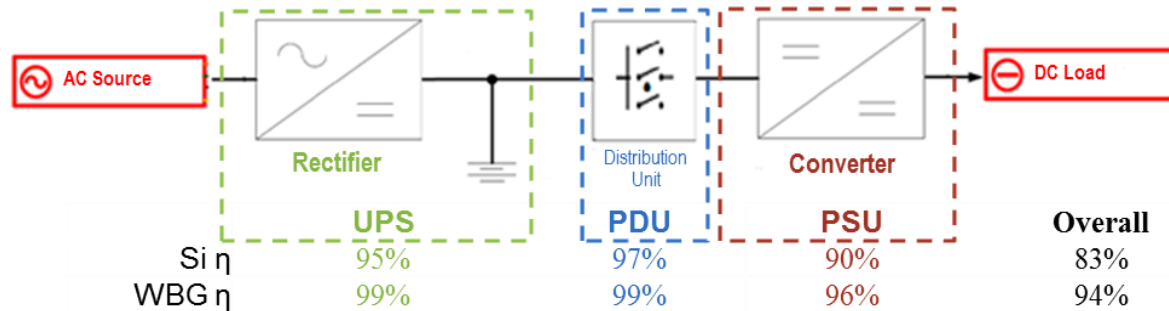 AC Source
DC Load
Rectifier
Distribution
Unit
Converter
UPS PDU PSU Overall
Si η 95% 97% 90% 83%
WBG η 99% 99% 96% 94%